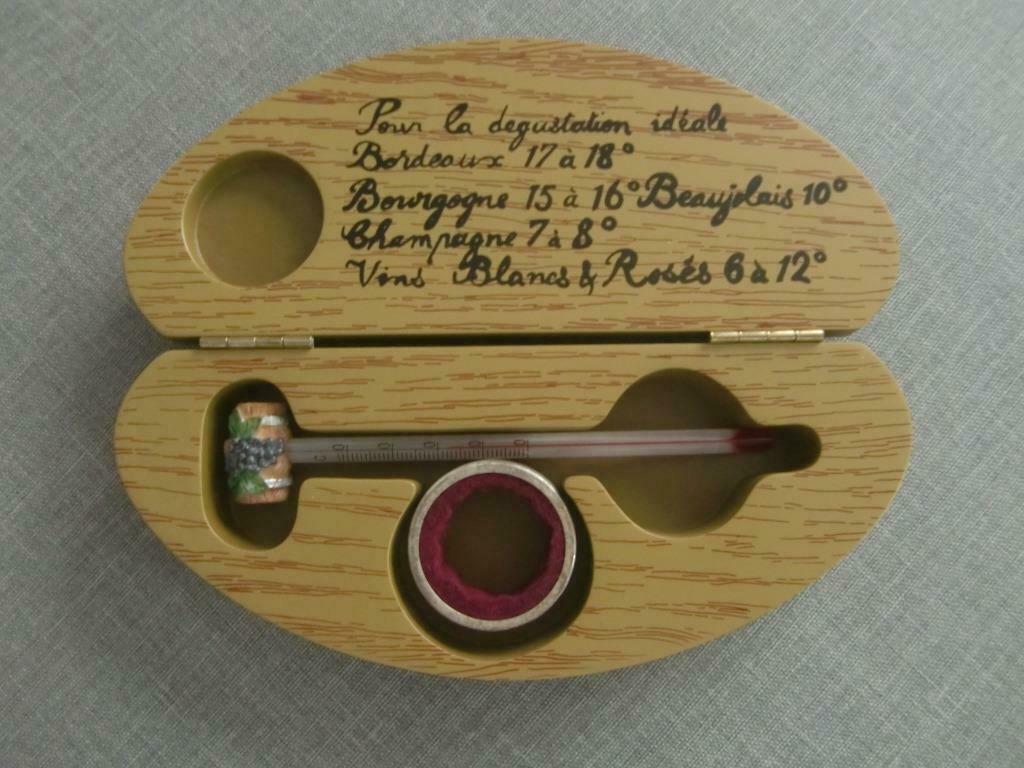 Pour la degustation idéale
Bordeaux 17 à 18°
Bourgogne 15 à 16° Beaujolais 10°
Champagne 7 à 8°
Vins Blancs & Rosés 6 à 12°